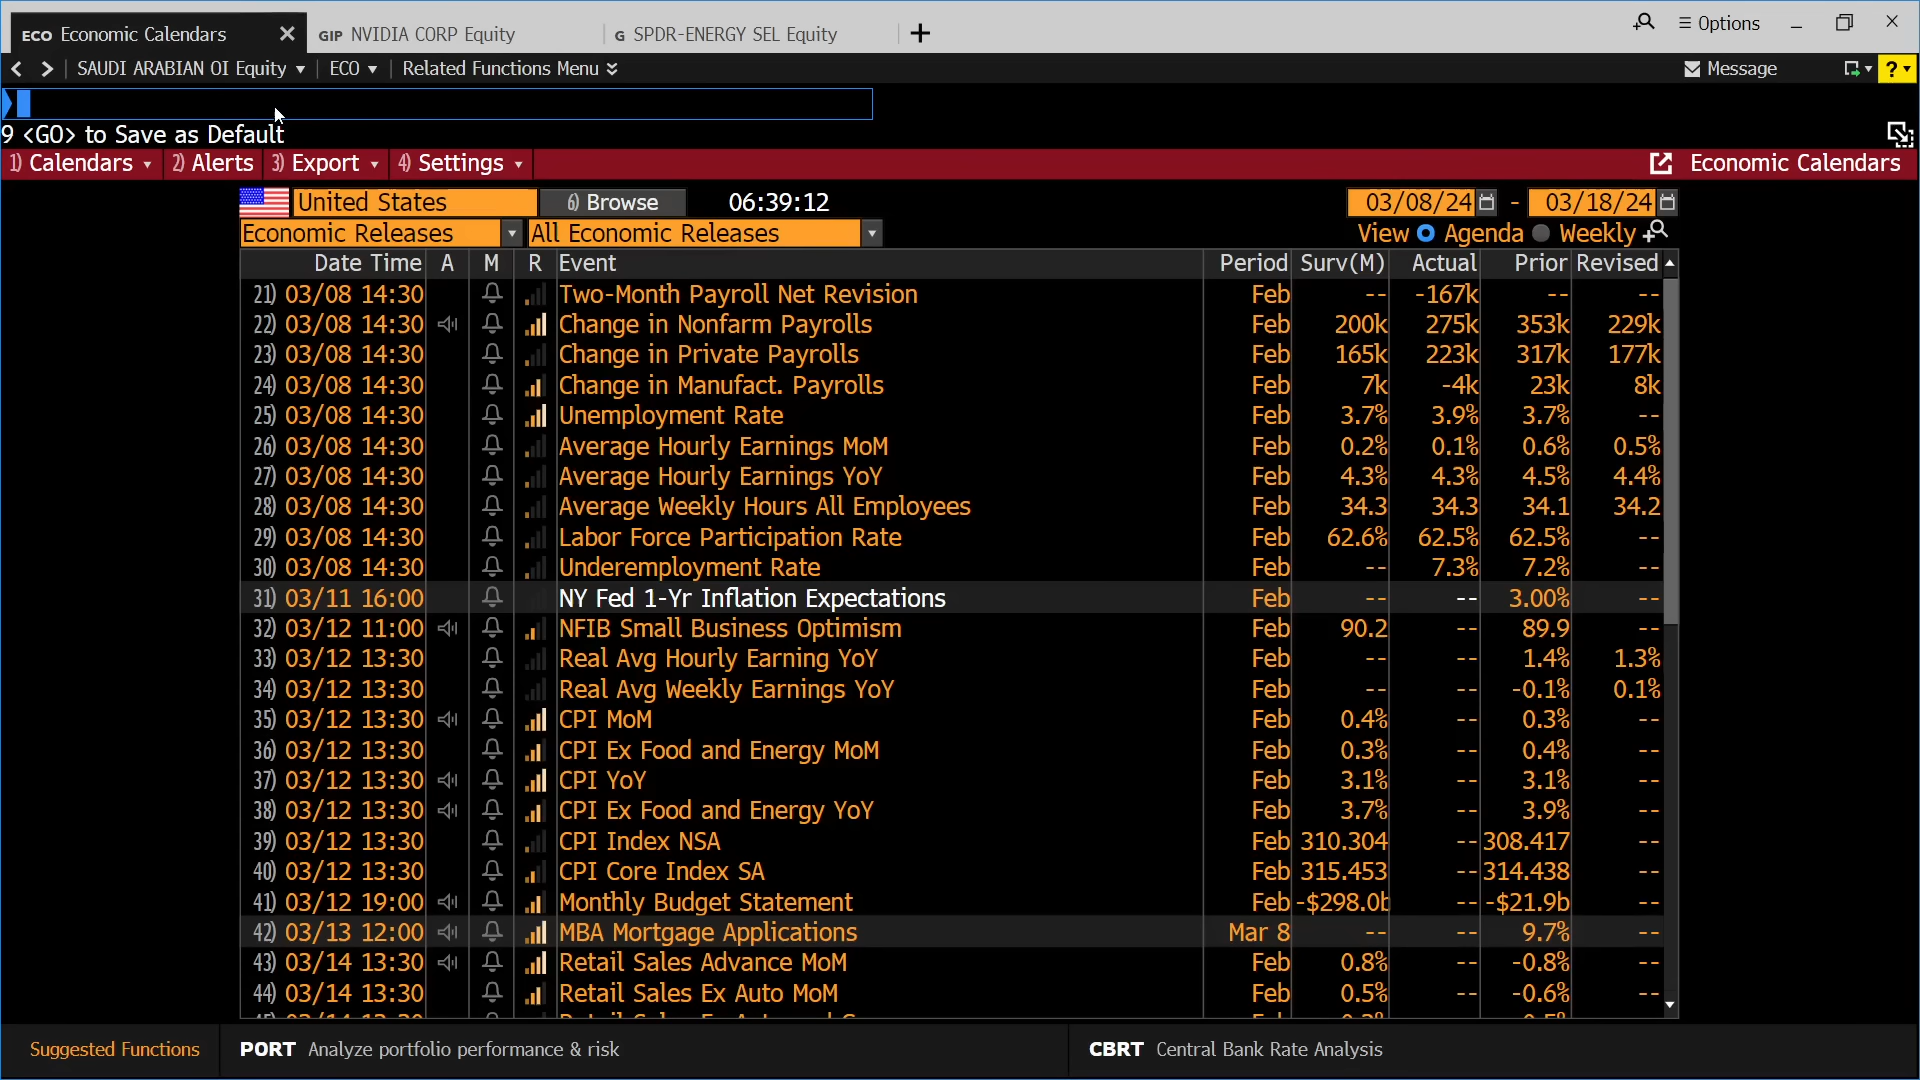 ECO Economic Calendars
GIP NVIDIA CORP Equity
G SPDR-ENERGY SEL Equity
Options
SAUDI ARABIAN OI Equity
ECO
Related Functions Menu
Message
?
9 <GO> to Save as Default
1) Calendars
2) Alerts
3) Export
4) Settings
Economic Calendars
United States
6) Browse
06:39:12
03/08/24 - 03/18/24
Economic Releases
All Economic Releases
View Agenda Weekly
Date Time A M R Event Period Surv(M) Actual Prior Revised
21) 03/08 14:30 Two-Month Payroll Net Revision Feb -- -167k -- --
22) 03/08 14:30 Change in Nonfarm Payrolls Feb 200k 275k 353k 229k
23) 03/08 14:30 Change in Private Payrolls Feb 165k 223k 317k 177k
24) 03/08 14:30 Change in Manufact. Payrolls Feb 7k -4k 23k 8k
25) 03/08 14:30 Unemployment Rate Feb 3.7% 3.9% 3.7% --
26) 03/08 14:30 Average Hourly Earnings MoM Feb 0.2% 0.1% 0.6% 0.5%
27) 03/08 14:30 Average Hourly Earnings YoY Feb 4.3% 4.3% 4.5% 4.4%
28) 03/08 14:30 Average Weekly Hours All Employees Feb 34.3 34.3 34.1 34.2
29) 03/08 14:30 Labor Force Participation Rate Feb 62.6% 62.5% 62.5% --
30) 03/08 14:30 Underemployment Rate Feb -- 7.3% 7.2% --
31) 03/11 16:00 NY Fed 1-Yr Inflation Expectations Feb -- -- 3.00% --
32) 03/12 11:00 NFIB Small Business Optimism Feb 90.2 -- 89.9 --
33) 03/12 13:30 Real Avg Hourly Earning YoY Feb -- -- 1.4% 1.3%
34) 03/12 13:30 Real Avg Weekly Earnings YoY Feb -- -- -0.1% 0.1%
35) 03/12 13:30 CPI MoM Feb 0.4% -- 0.3% --
36) 03/12 13:30 CPI Ex Food and Energy MoM Feb 0.3% -- 0.4% --
37) 03/12 13:30 CPI YoY Feb 3.1% -- 3.1% --
38) 03/12 13:30 CPI Ex Food and Energy YoY Feb 3.7% -- 3.9% --
39) 03/12 13:30 CPI Index NSA Feb 310.304 -- 308.417 --
40) 03/12 13:30 CPI Core Index SA Feb 315.453 -- 314.438 --
41) 03/12 19:00 Monthly Budget Statement Feb -$298.0b -- -$21.9b --
42) 03/13 12:00 MBA Mortgage Applications Mar 8 -- -- 9.7% --
43) 03/14 13:30 Retail Sales Advance MoM Feb 0.8% -- -0.8% --
44) 03/14 13:30 Retail Sales Ex Auto MoM Feb 0.5% -- -0.6% --
Suggested Functions
PORT Analyze portfolio performance & risk
CBRT Central Bank Rate Analysis